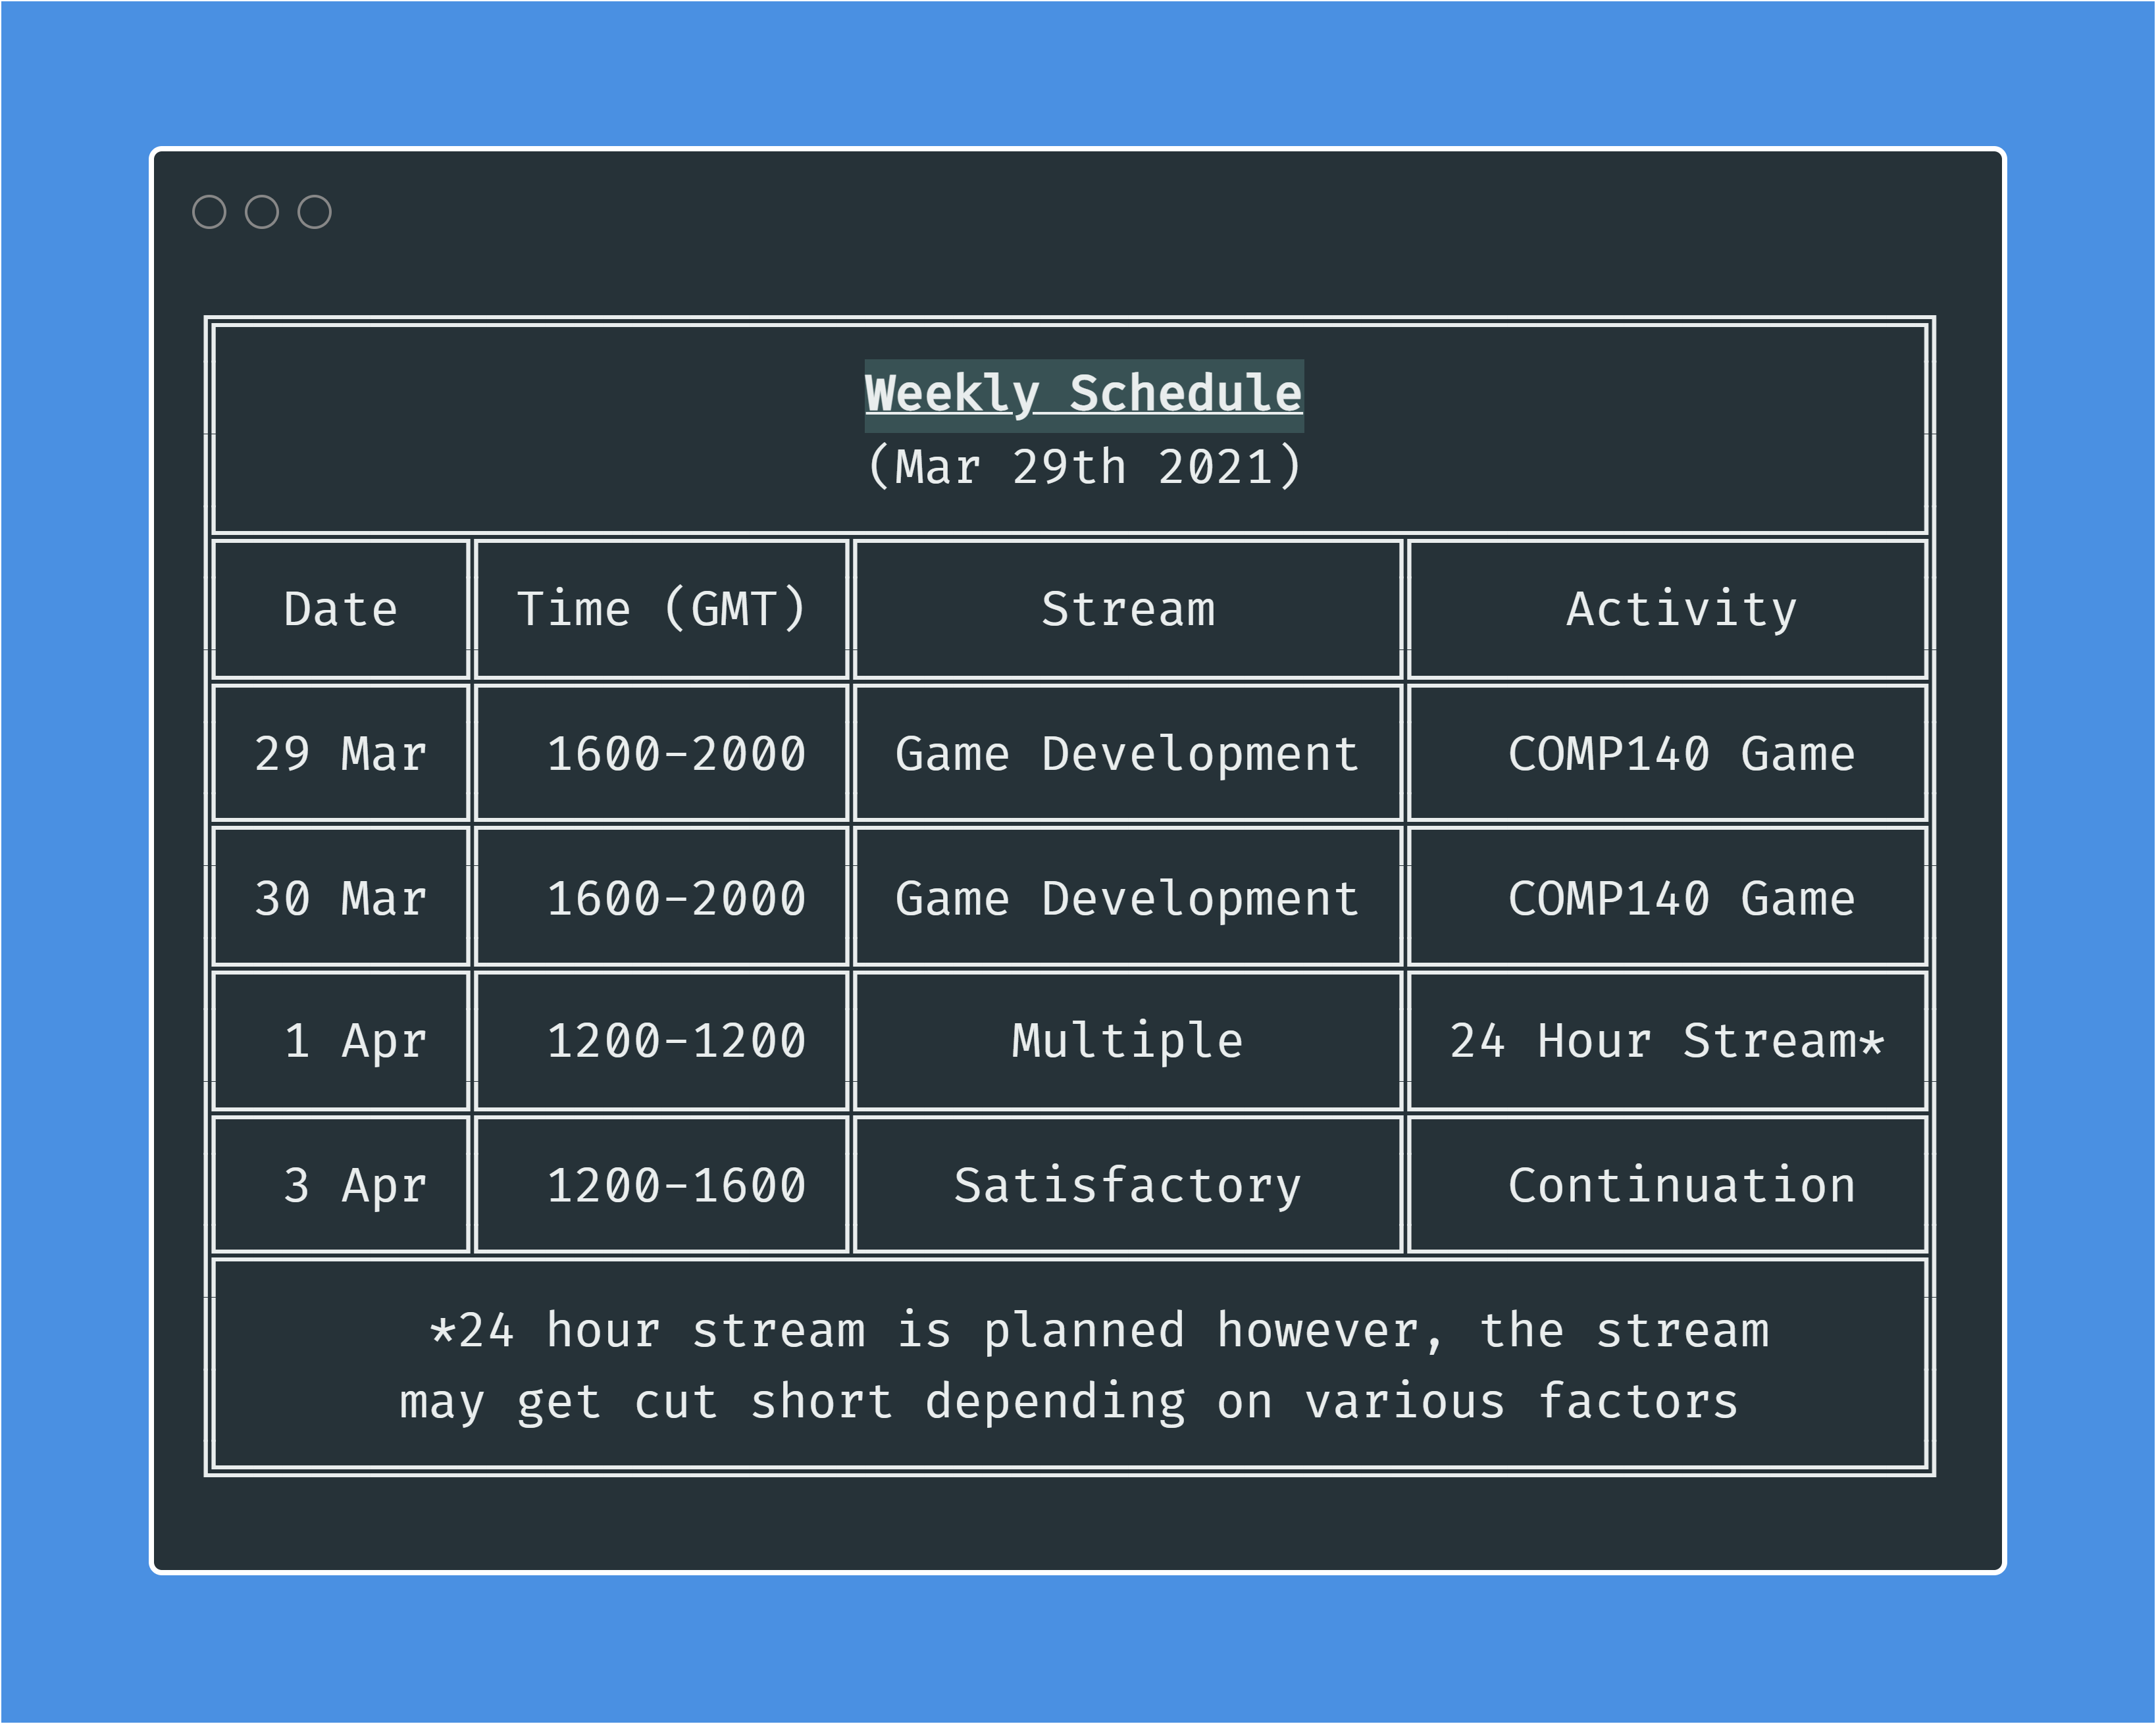 Weekly Schedule
(Mar 29th 2021)
Date Time (GMT) Stream Activity
29 Mar 1600-2000 Game Development COMP140 Game
30 Mar 1600-2000 Game Development COMP140 Game
1 Apr 1200-1200 Multiple 24 Hour Stream*
3 Apr 1200-1600 Satisfactory Continuation
*24 hour stream is planned however, the stream
may get cut short depending on various factors